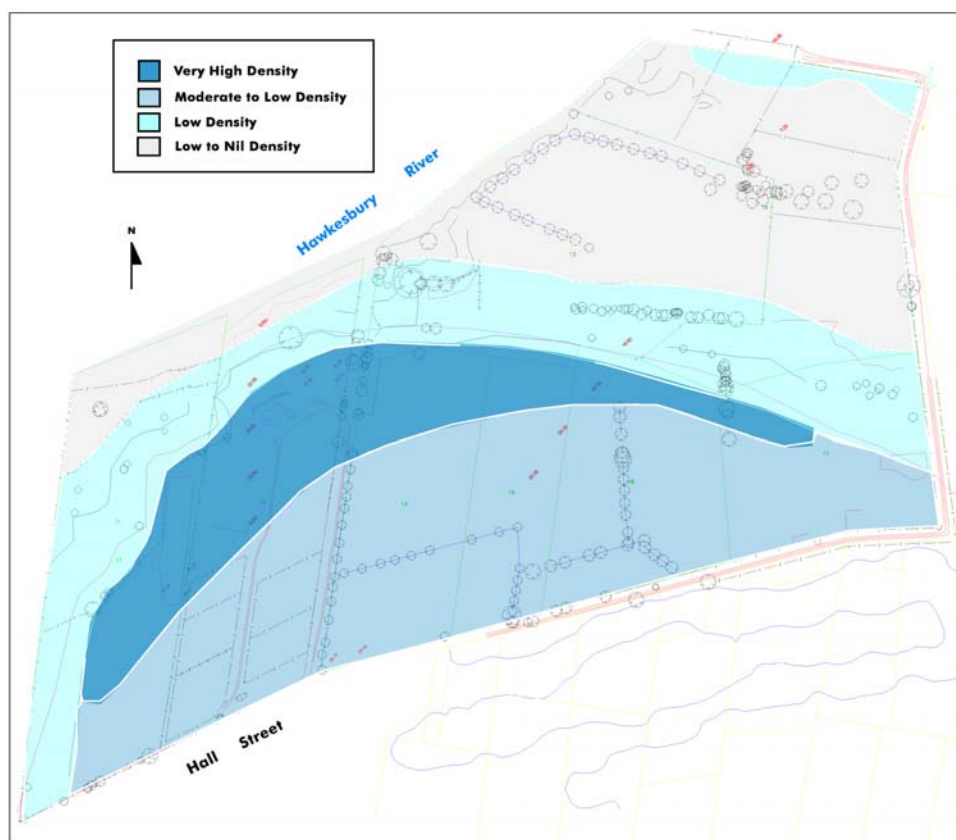 Very High Density
Moderate to Low Density
Low Density
Low to Nil Density
Hawkesbury River
N
Hall Street